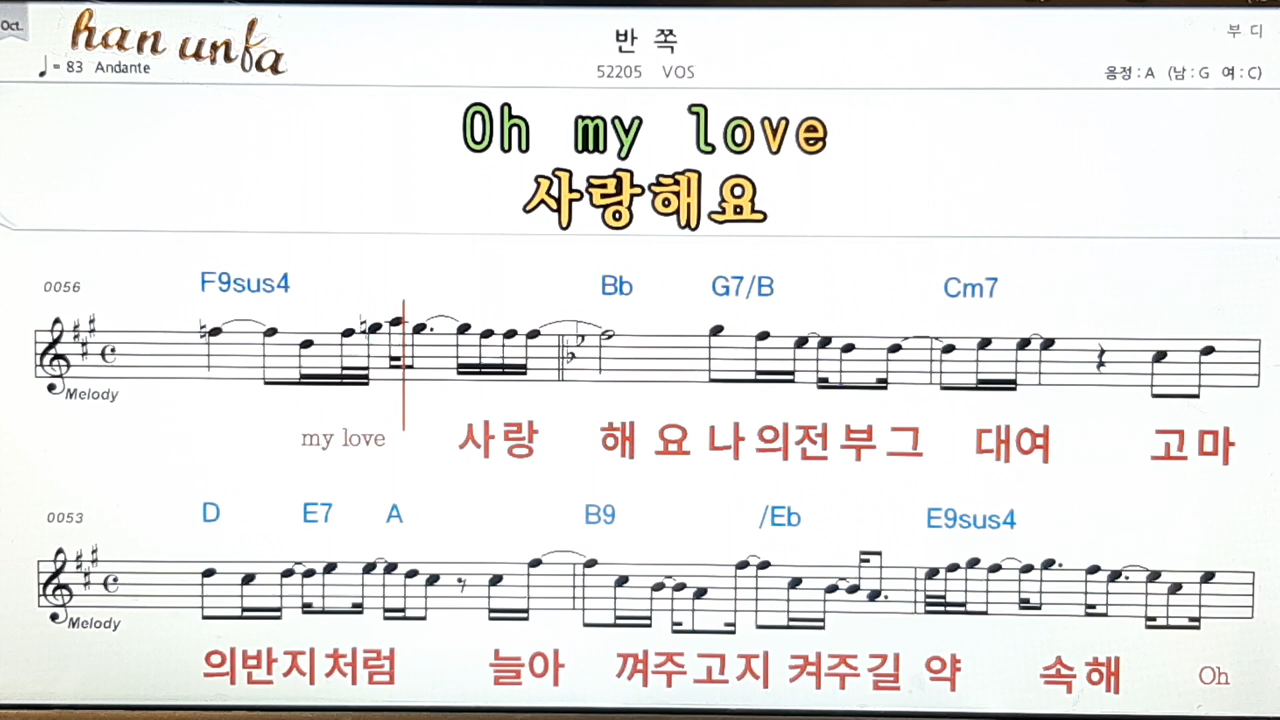 Oct.
han unfa
♩= 83 Andante
반 쪽
52205 VOS
부 디
음정 : A (남 : G 여 : C)
Oh my love
사랑해요
0056 F9sus4 Bb G7/B Cm7
Melody
my love 사랑 해 요 나 의전 부 그 대여 고 마
0053 D E7 A B9 /Eb E9sus4
Melody
의반지처럼 늘아 껴주고지 켜주길 약 속해 Oh